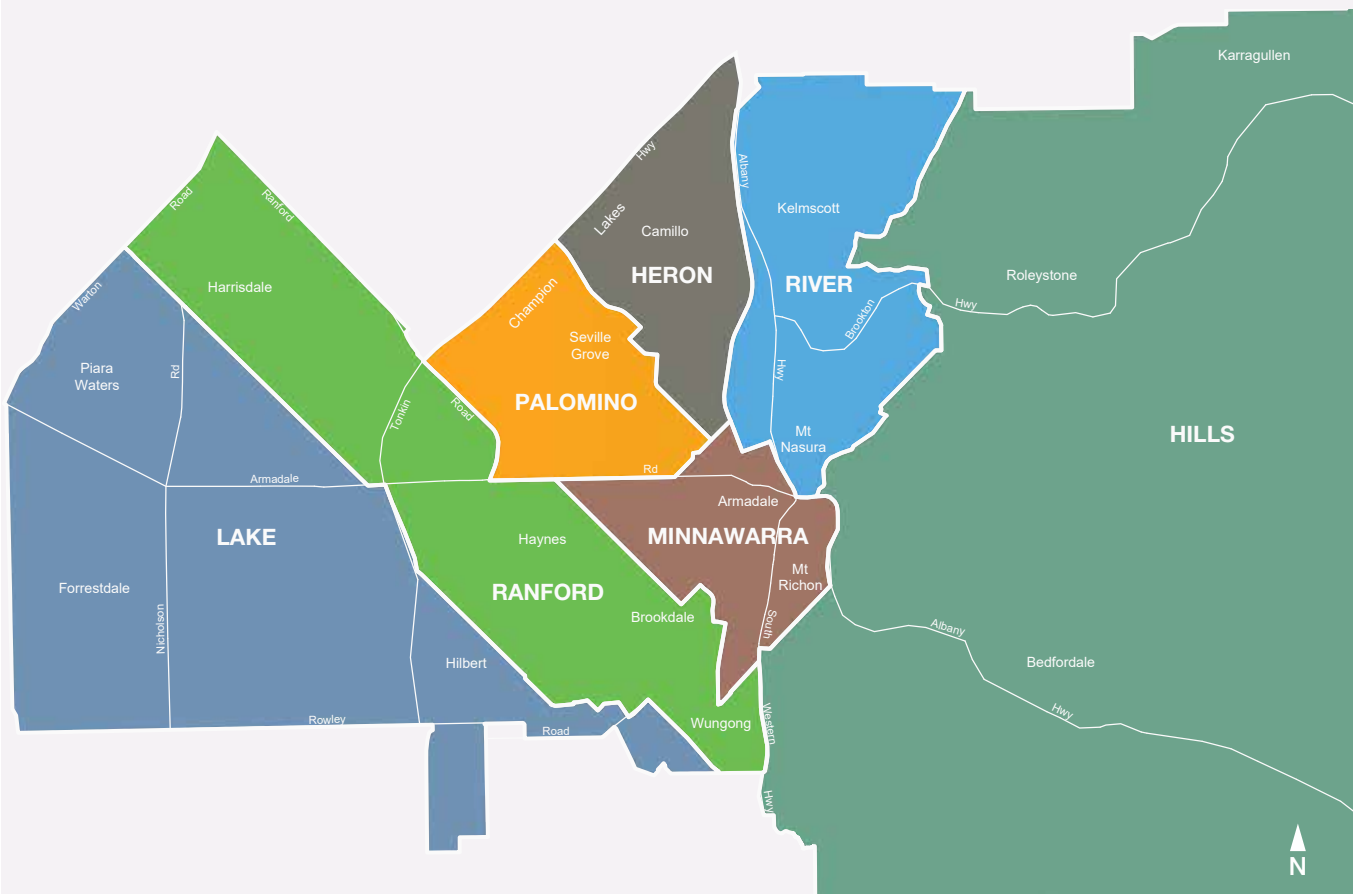 Karragullen
Hwy
Albany
Road
Ranford
Kelmscott
Lakes
Camillo
HERON
RIVER
Roleystone
Harrisdale
Warton
Champion
Hwy
Brookton
Seville
Grove
Piara
Waters
Rd
Hwy
PALOMINO
Tonkin
Road
HILLS
Mt
Nasura
Rd
Armadale
Armadale
LAKE
Haynes
MINNAWARRA
Mt
Richon
Forrestdale
RANFORD
Brookdale
Nicholson
South
Albany
Hilbert
Bedfordale
Rowley
Road
Wungong
Western
Hwy
Hwy
N